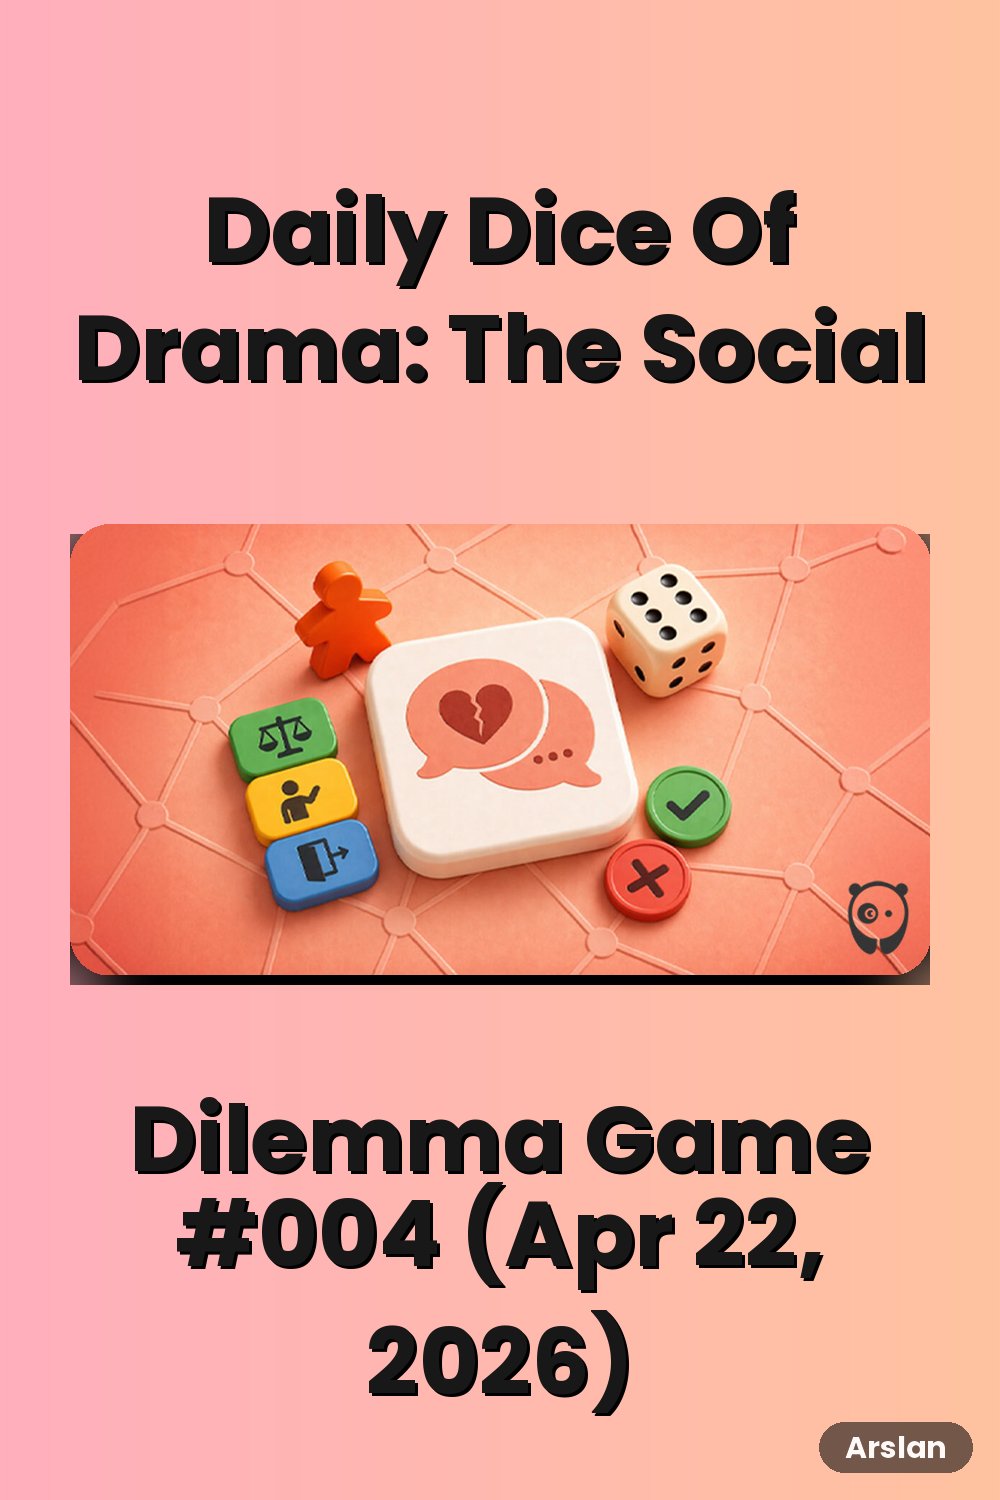 Daily Dice Of
Drama: The Social
Dilemma Game
#004 (Apr 22,
2026)
Arslan